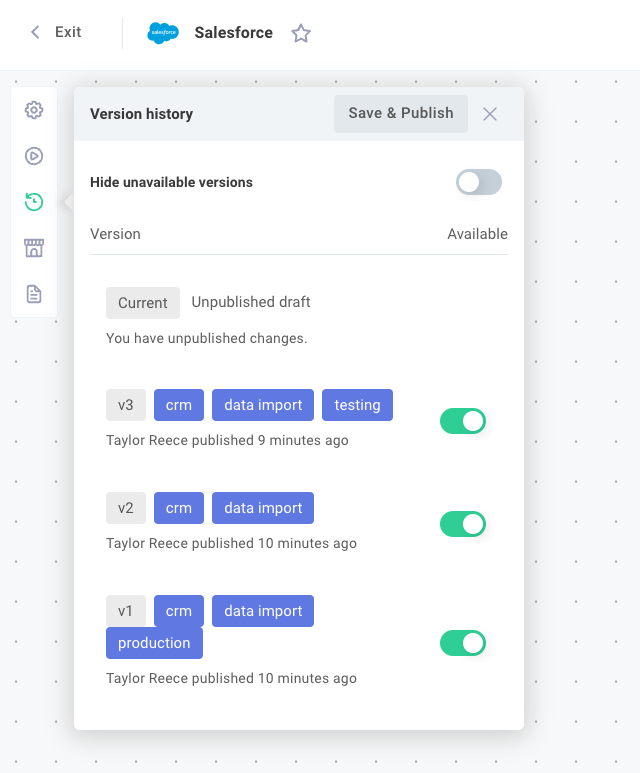 Exit
salesforce
Salesforce
Version history
Save & Publish
Hide unavailable versions
Version Available
Current Unpublished draft
You have unpublished changes.
v3 crm data import testing
Taylor Reece published 9 minutes ago
v2 crm data import
Taylor Reece published 10 minutes ago
v1 crm data import
production
Taylor Reece published 10 minutes ago